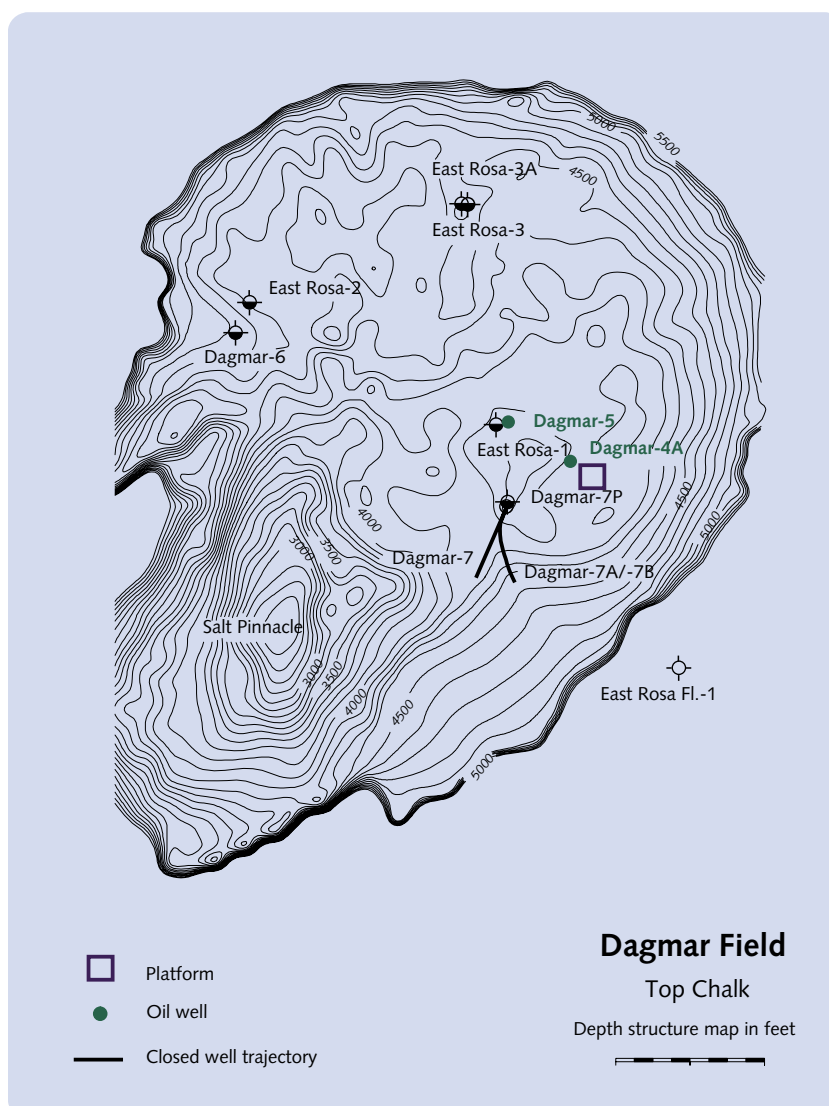 5000
5500
East Rosa-3A
4500
East Rosa-3
East Rosa-2
Dagmar-6
Dagmar-5
East Rosa-1
Dagmar-4A
Dagmar-7P
4500
4000
5000
3000
3500
Dagmar-7
Dagmar-7A/-7B
Salt Pinnacle
3000
3500
4000
4500
East Rosa Fl.-1
5000
Dagmar Field
Top Chalk
Depth structure map in feet
Platform
Oil well
Closed well trajectory